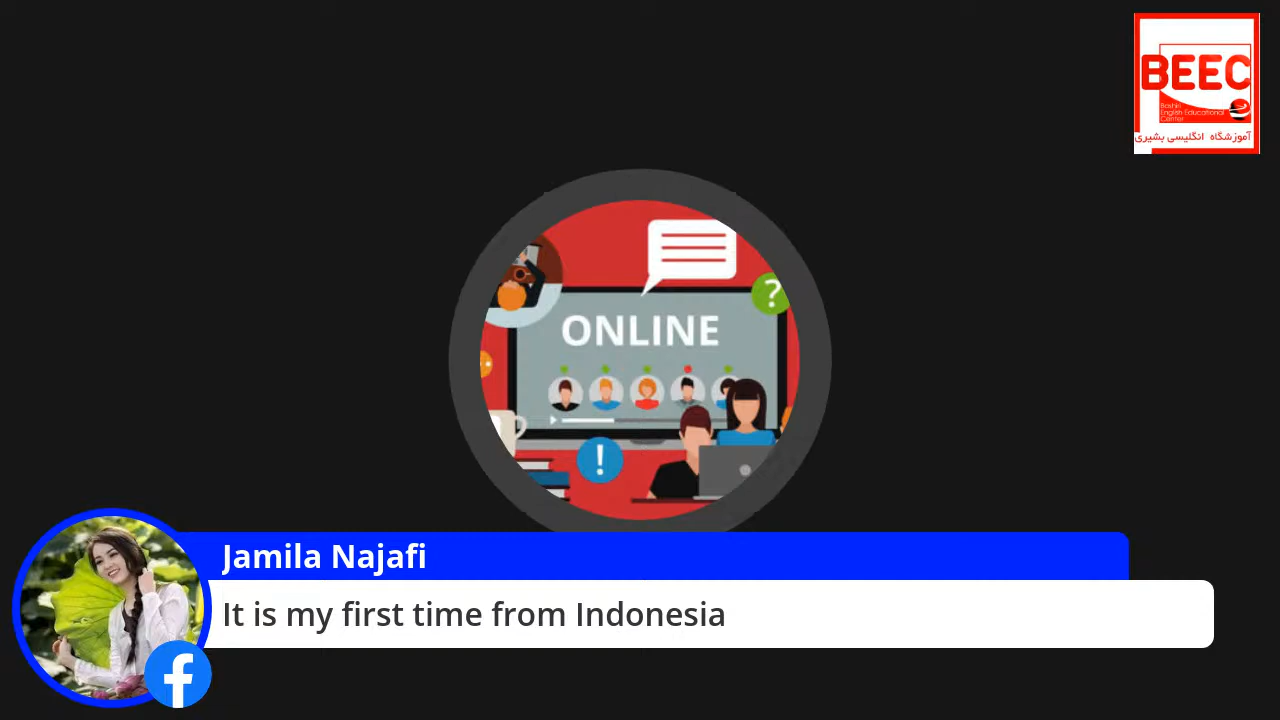 BEEC
Bashiri
English Educational
Center
آموزشگاه انگلیسی بشیری
?
ONLINE
!
Jamila Najafi
It is my first time from Indonesia